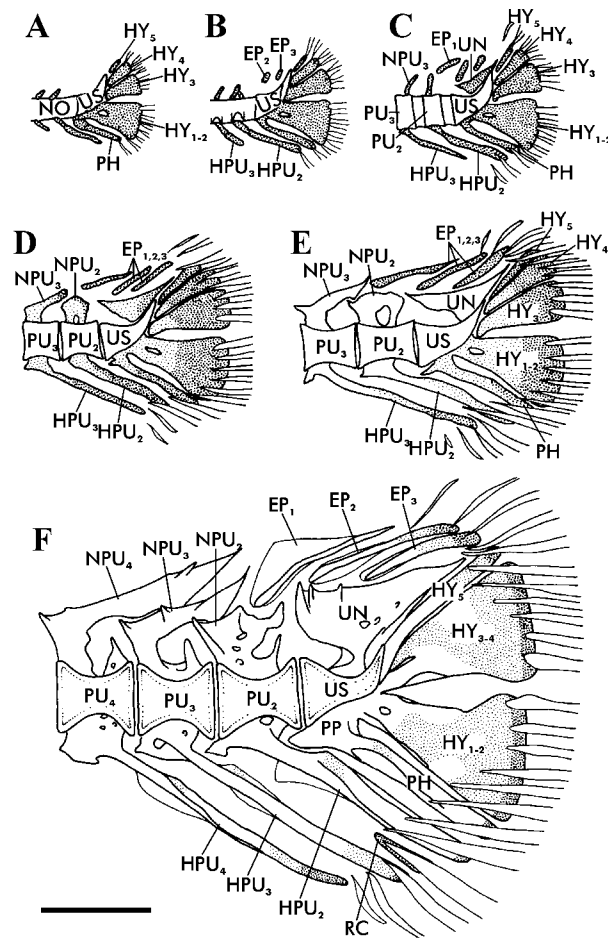 A
HY5
HY4
HY3
NO
US
HY1-2
PH
B
EP2
EP3
US
HPU3
HPU2
C
NPU3
EP1
UN
HY5
HY4
HY3
PU3
US
PU2
HY1-2
HPU3
HPU2
PH
D
NPU3
NPU2
EP1,2,3
PU3
PU2
US
HPU3
HPU2
E
NPU3
NPU2
EP1,2,3
HY5
HY4
UN
HY3
PU3
PU2
US
HY1-2
HPU3
HPU2
PH
F
NPU4
NPU3
NPU2
EP1
EP2
EP3
UN
HY5
HY3-4
PU4
PU3
PU2
US
PP
HY1-2
PH
HPU4
HPU3
HPU2
RC